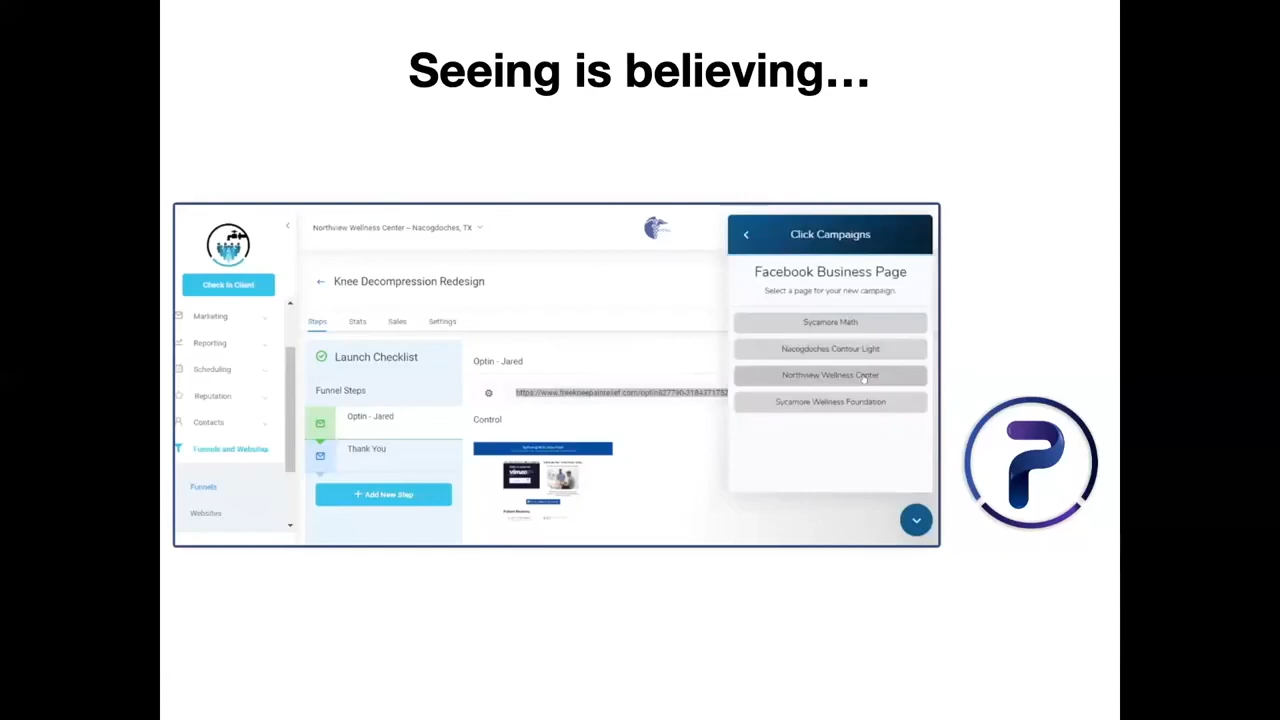 Seeing is believing...
Northview Wellness Center – Nacogdoches, TX
Check In Client
Marketing
Reporting
Scheduling
Reputation
Contacts
Funnels and Websites
Funnels
Websites
Knee Decompression Redesign
Steps Stats Sales Settings
Launch Checklist
Funnel Steps
Optin - Jared
Thank You
+ Add New Step
Optin - Jared
Control
Click Campaigns
Facebook Business Page
Select a page for your new campaign.
Sycamore Math
Nacogdoches Contour Light
Northview Wellness Center
Sycamore Wellness Foundation